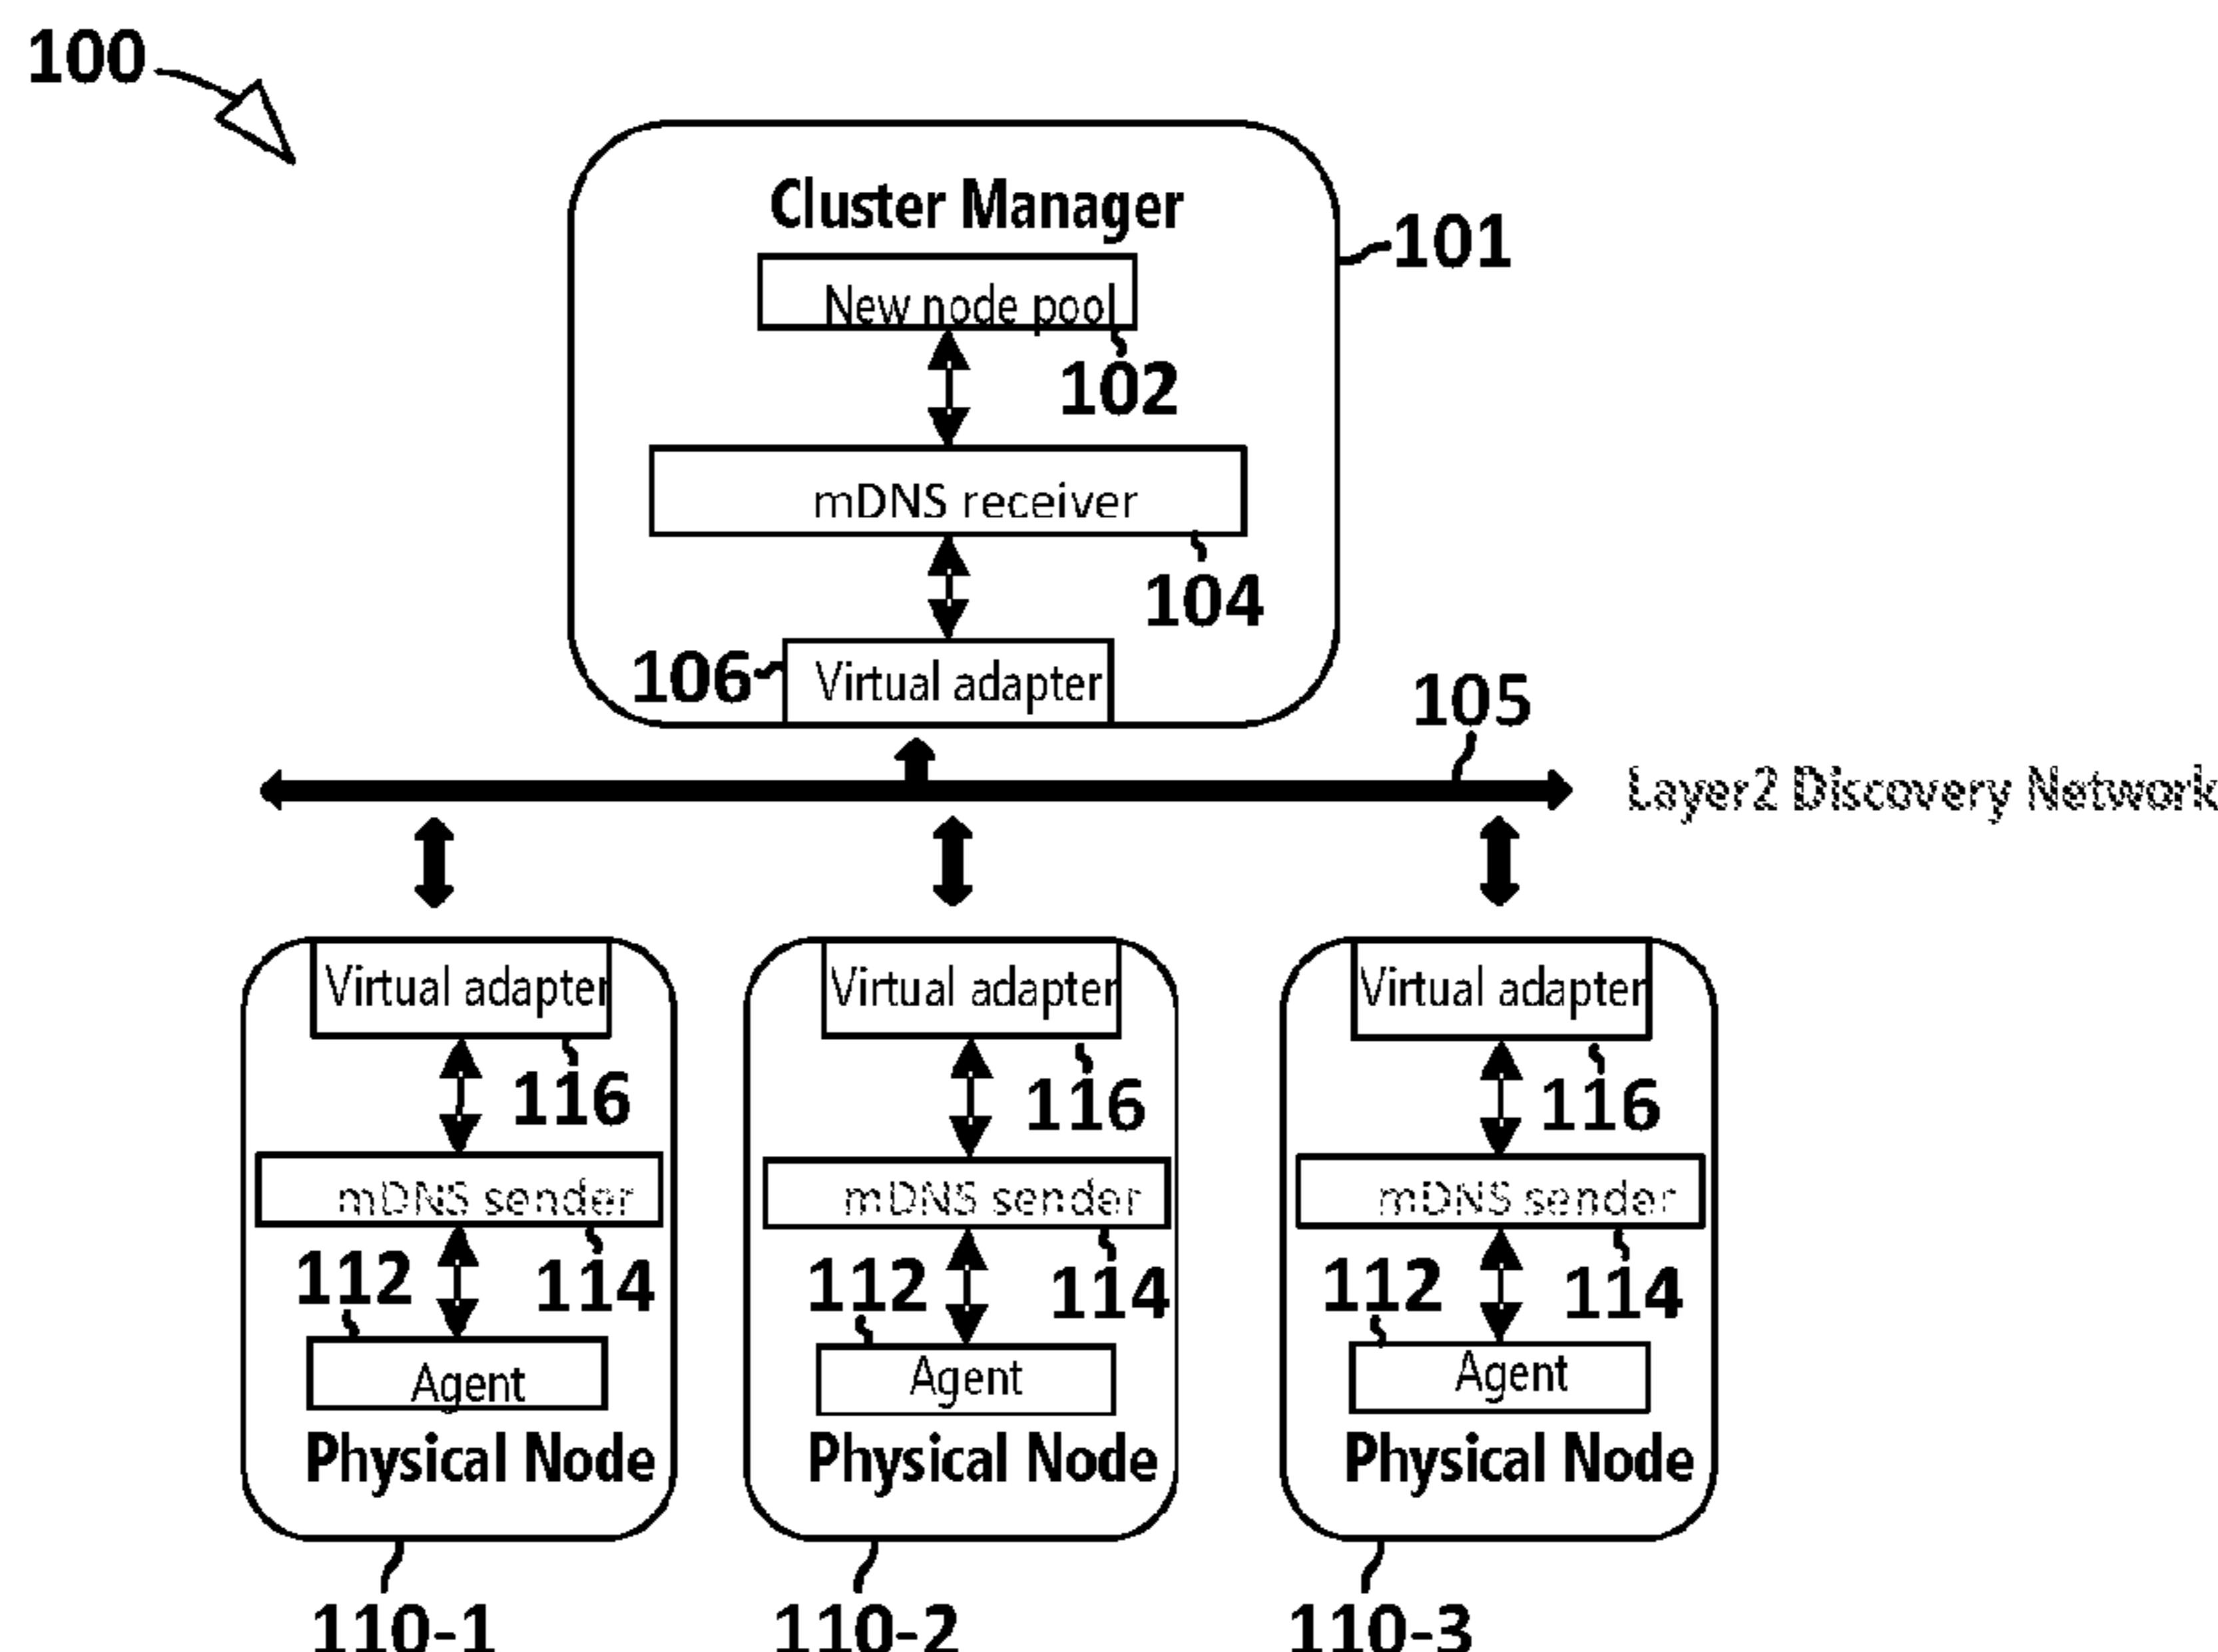 100
Cluster Manager
101
New node pool
102
mDNS receiver
104
106
Virtual adapter
105
Layer2 Discovery Network
Virtual adapter
116
mDNS sender
112
114
Agent
Physical Node
110-1
Virtual adapter
116
mDNS sender
112
114
Agent
Physical Node
110-2
Virtual adapter
116
mDNS sender
112
114
Agent
Physical Node
110-3